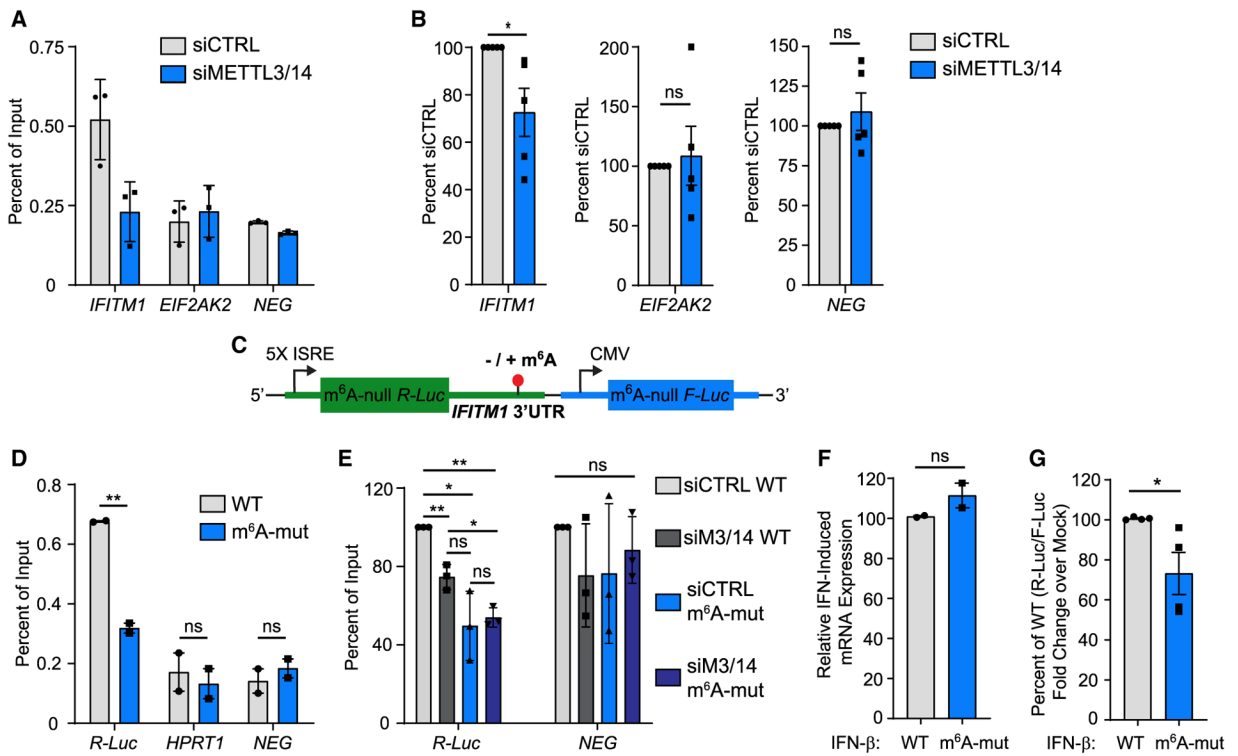 A
Percent of Input
0.75
0.50
0.25
0
siCTRL
siMETTL3/14
IFITM1 EIF2AK2 NEG
B
Percent siCTRL
100
80
60
40
20
0
*
IFITM1
Percent siCTRL
200
150
100
50
0
ns
EIF2AK2
Percent siCTRL
150
125
100
75
50
25
0
ns
NEG
siCTRL
siMETTL3/14
C
5X ISRE
- / + m⁶A
CMV
5’
m⁶A-null R-Luc
IFITM1 3’UTR
m⁶A-null F-Luc
3’
D
Percent of Input
0.8
0.6
0.4
0.2
0
**
ns
ns
WT
m⁶A-mut
R-Luc HPRT1 NEG
E
Percent of Input
120
80
40
0
**
*
** *
ns
ns
ns
R-Luc NEG
siCTRL WT
siM3/14 WT
siCTRL
m⁶A-mut
siM3/14
m⁶A-mut
F
Relative IFN-Induced
mRNA Expression
120
100
80
60
40
20
0
ns
IFN-β: WT m⁶A-mut
G
Percent of WT (R-Luc/F-Luc
Fold Change over Mock)
120
100
80
60
40
20
0
*
IFN-β: WT m⁶A-mut